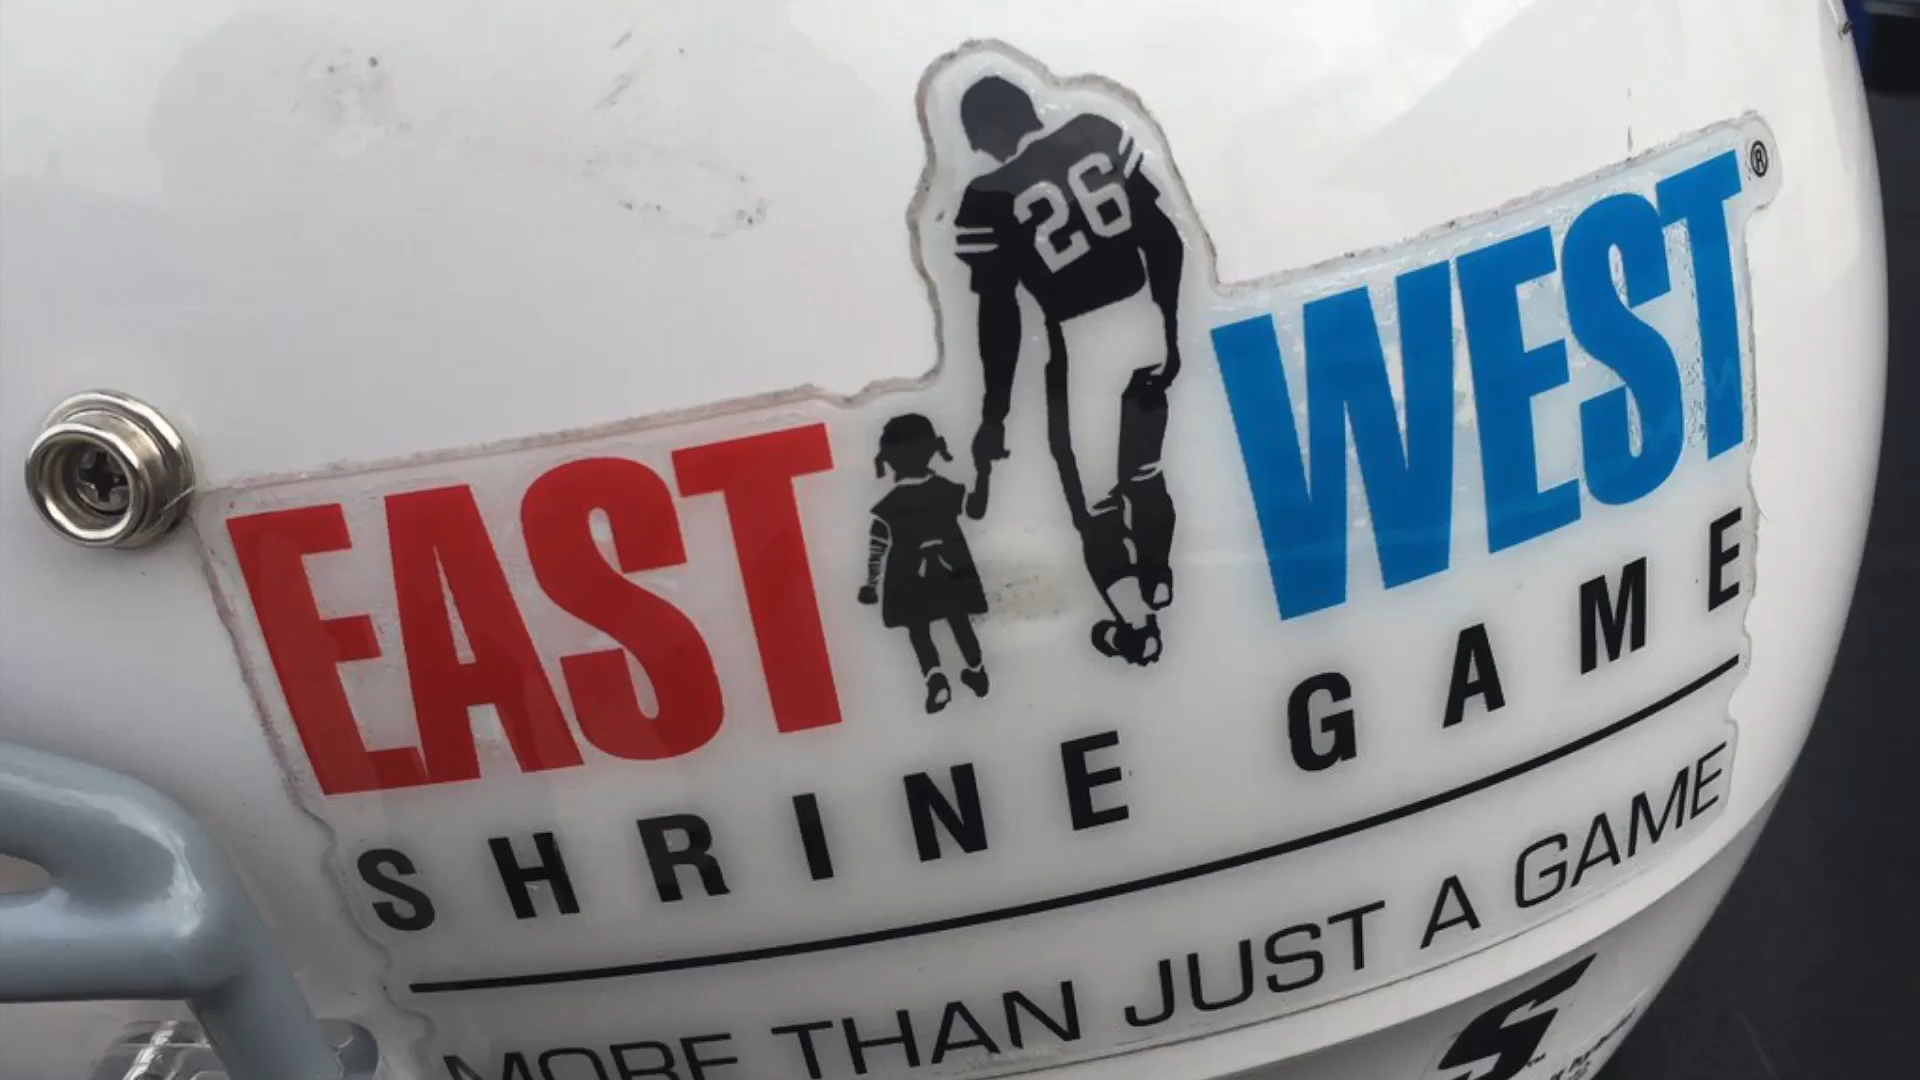 26
EAST WEST®
SHRINE GAME
MORE THAN JUST A GAME
S